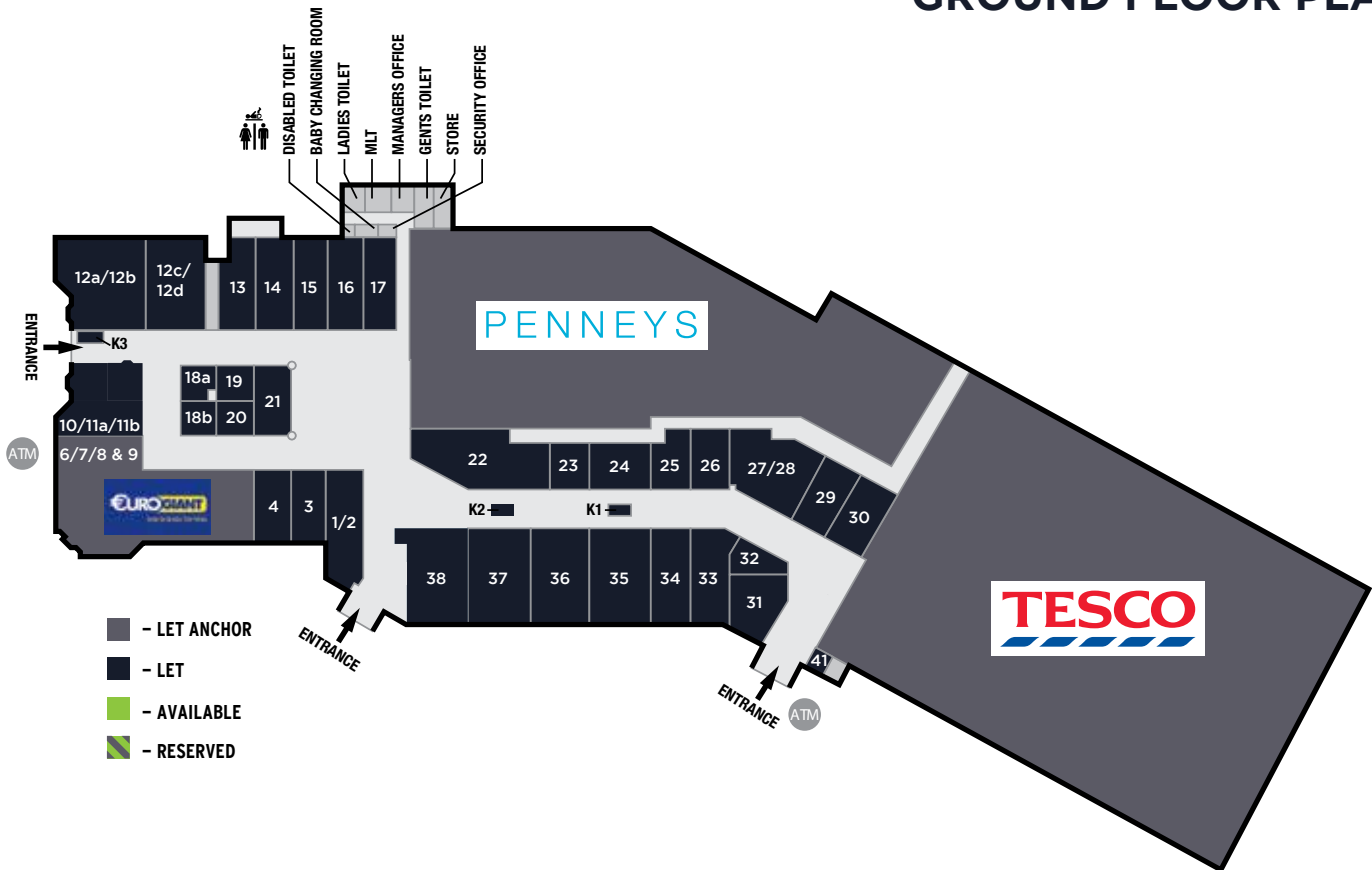 GROUND FLOOR
DISABLED TOILET
BABY CHANGING ROOM
LADIES TOILET
MLT
MANAGERS OFFICE
GENTS TOILET
STORE
SECURITY OFFICE
12a/12b
12c/
12d
13
14
15
16
17
PENNEYS
ENTRANCE
K3
18a
19
21
18b
20
10/11a/11b
ATM
6/7/8 & 9
€UROGIANT
4
3
1/2
22
23
24
25
26
27/28
29
30
K2
K1
38
37
36
35
34
33
32
31
TESCO
41
ENTRANCE
ENTRANCE
ATM
– LET ANCHOR
– LET
– AVAILABLE
– RESERVED